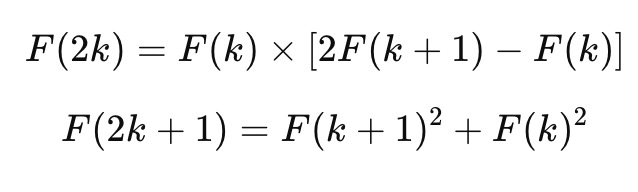 F(2k) = F(k) × [2F(k + 1) − F(k)]
F(2k + 1) = F(k + 1)² + F(k)²